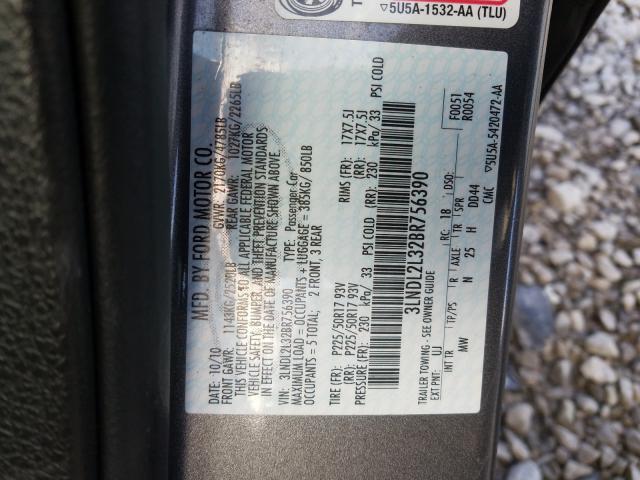 ▽5U5A-1532-AA (TLU)
MFD. BY FORD MOTOR CO.
DATE: 10/10 GVWR: 2170KG/4785LB
FRONT GAWR: 1148KG/2530LB REAR GAWR: 1027KG/2265LB
THIS VEHICLE CONFORMS TO ALL APPLICABLE FEDERAL MOTOR
VEHICLE SAFETY, BUMPER, AND THEFT PREVENTION STANDARDS
IN EFFECT ON THE DATE OF MANUFACTURE SHOWN ABOVE.
VIN: 3LNDL2L32BR756390 TYPE: Passenger Car
MAXIMUM LOAD = OCCUPANTS + LUGGAGE = 385KG/ 850LB
OCCUPANTS = 5 TOTAL; 2 FRONT, 3 REAR
TIRE (FR): P225/50R17 93V RIMS (FR): 17X7.5J
(RR): P225/50R17 93V (RR): 17X7.5J
PRESSURE (FR): 230 kPa/ 33 PSI COLD (RR): 230 kPa/ 33 PSI COLD
3LNDL2L32BR756390
TRAILER TOWING - SEE OWNER GUIDE
EXT PNT: UJ RC: 18 DSO: F0051
R0054
INT TR TP/PS R AXLE TR SPR
N 25 H DD44
CMC ▽5U5A-5420472-AA